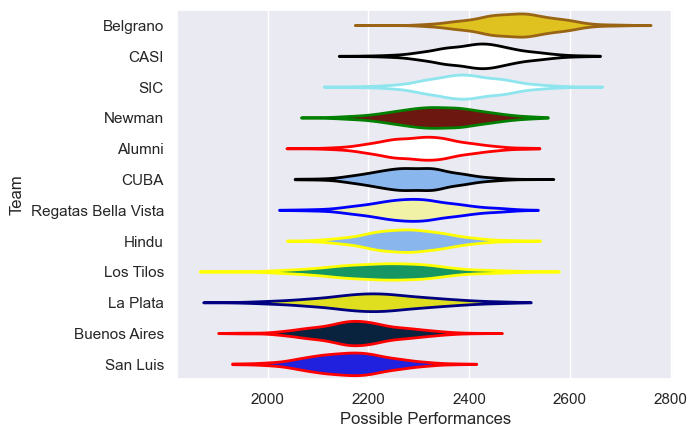 Team
Belgrano
CASI
SIC
Newman
Alumni
CUBA
Regatas Bella Vista
Hindu
Los Tilos
La Plata
Buenos Aires
San Luis
2000 2200 2400 2600 2800
Possible Performances